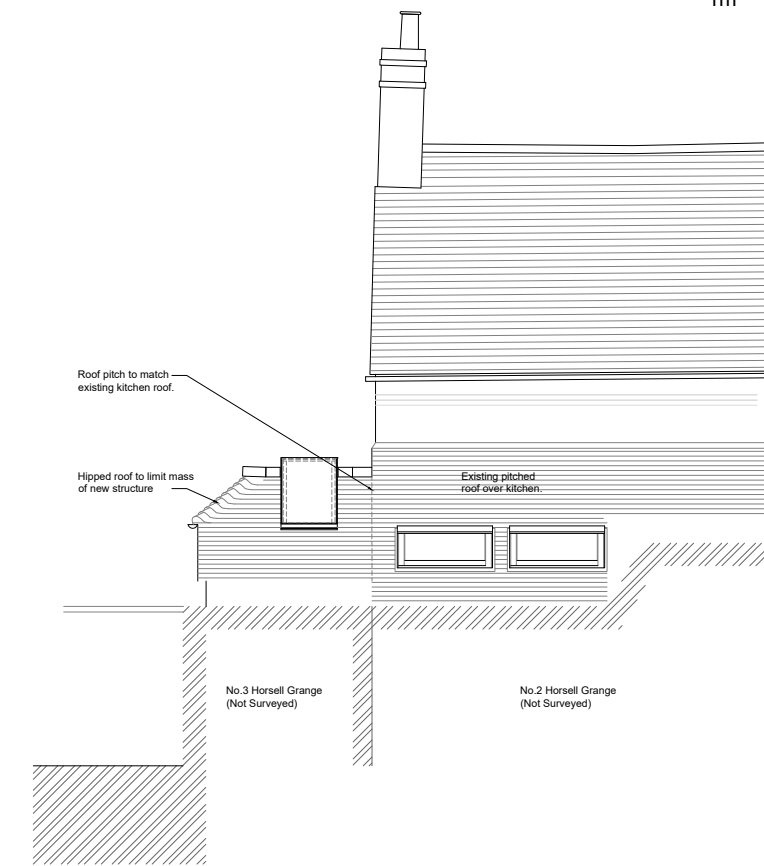 Roof pitch to match
existing kitchen roof.
Hipped roof to limit mass
of new structure
Existing pitched
roof over kitchen.
No.3 Horsell Grange
(Not Surveyed)
No.2 Horsell Grange
(Not Surveyed)